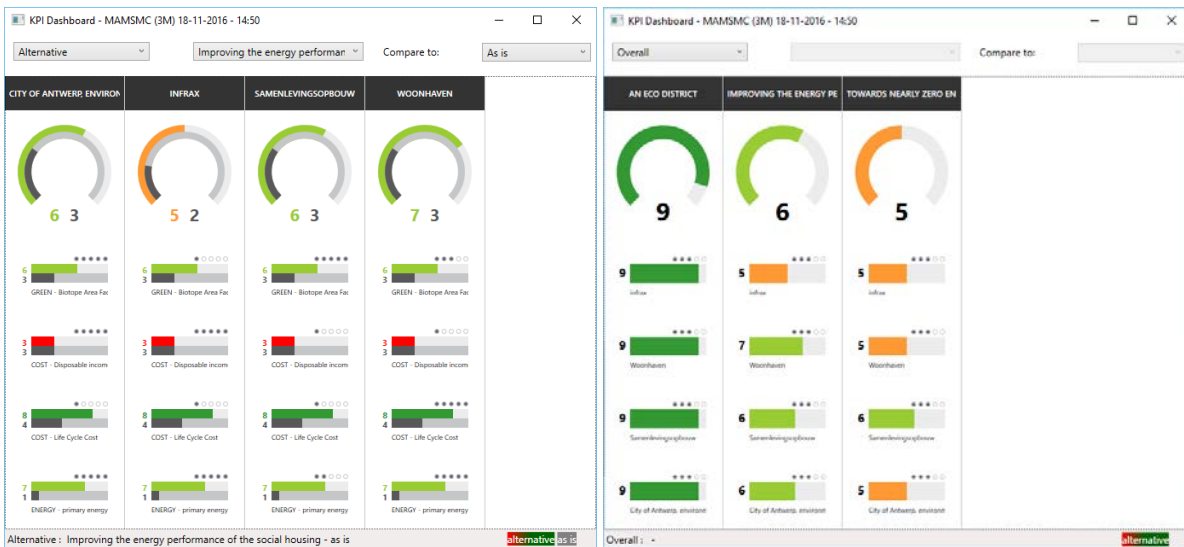 KPI Dashboard - MAMSMC (3M) 18-11-2016 - 14:50
Alternative
Improving the energy performan
Compare to:
As is
CITY OF ANTWERP, ENVIRON
INFRAX
SAMENLEVINGSOPBOUW
WOONHAVEN
6 3
5 2
6 3
7 3
6
3
GREEN - Biotope Area Fac
6
3
GREEN - Biotope Area Fac
6
3
GREEN - Biotope Area Fac
6
3
GREEN - Biotope Area Fac
3
3
COST - Disposable incom
3
3
COST - Disposable incom
3
3
COST - Disposable incom
3
3
COST - Disposable incom
8
4
COST - Life Cycle Cost
8
4
COST - Life Cycle Cost
8
4
COST - Life Cycle Cost
8
4
COST - Life Cycle Cost
7
1
ENERGY - primary energy
7
1
ENERGY - primary energy
7
1
ENERGY - primary energy
7
1
ENERGY - primary energy
Alternative : Improving the energy performance of the social housing - as is
alternative as is
KPI Dashboard - MAMSMC (3M) 18-11-2016 - 14:50
Overall
Compare to:
AN ECO DISTRICT
IMPROVING THE ENERGY PE
TOWARDS NEARLY ZERO EN
9
6
5
9
infrax
5
infrax
5
infrax
9
Woonhaven
7
Woonhaven
5
Woonhaven
9
Samenlevingsopbouw
6
Samenlevingsopbouw
6
Samenlevingsopbouw
9
City of Antwerp, environt
6
City of Antwerp, environt
5
City of Antwerp, environt
Overall : -
alternative